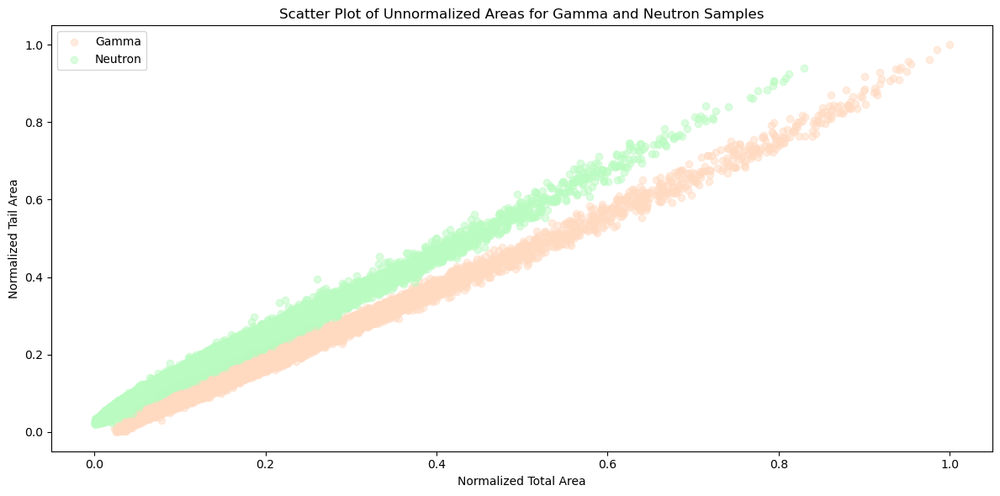 Scatter Plot of Unnormalized Areas for Gamma and Neutron Samples
Gamma
Neutron
Normalized Tail Area
1.0
0.8
0.6
0.4
0.2
0.0
0.0 0.2 0.4 0.6 0.8 1.0
Normalized Total Area